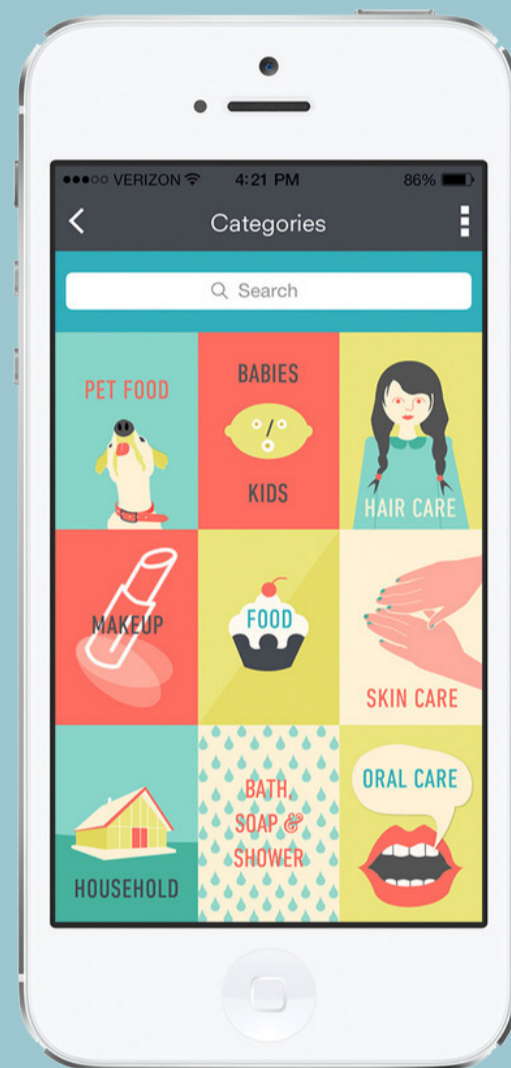 VERIZON 4:21 PM 86%
Categories
Search
PET FOOD
BABIES
KIDS
HAIR CARE
MAKEUP
FOOD
SKIN CARE
HOUSEHOLD
BATH,
SOAP &
SHOWER
ORAL CARE